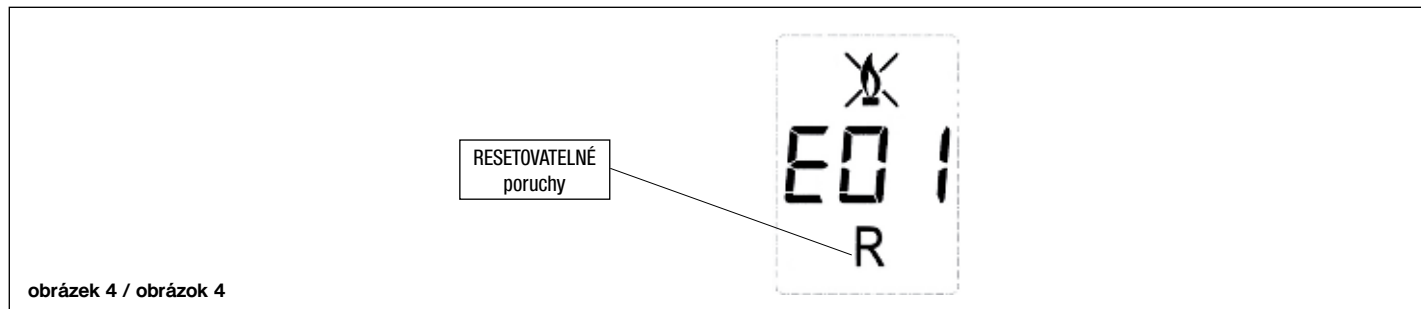 RESETOVATELNÉ
poruchy
E01
R
obrázek 4 / obrázok 4